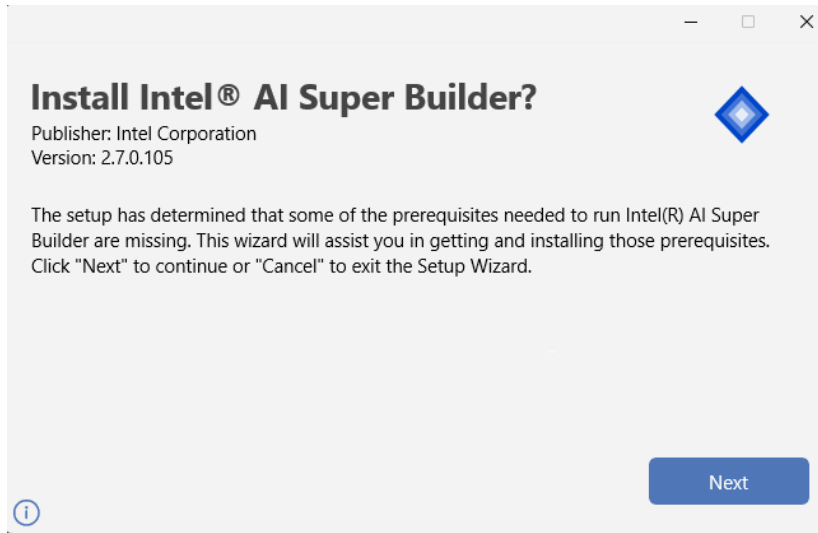 Install Intel® AI Super Builder?
Publisher: Intel Corporation
Version: 2.7.0.105
The setup has determined that some of the prerequisites needed to run Intel(R) AI Super
Builder are missing. This wizard will assist you in getting and installing those prerequisites.
Click "Next" to continue or "Cancel" to exit the Setup Wizard.
Next